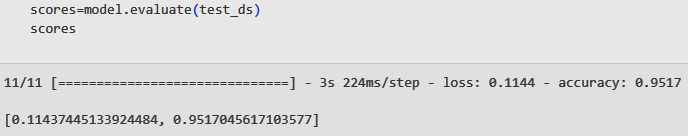 scores=model.evaluate(test_ds)
scores
11/11 [==============================] - 3s 224ms/step - loss: 0.1144 - accuracy: 0.9517
[0.11437445133924484, 0.9517045617103577]